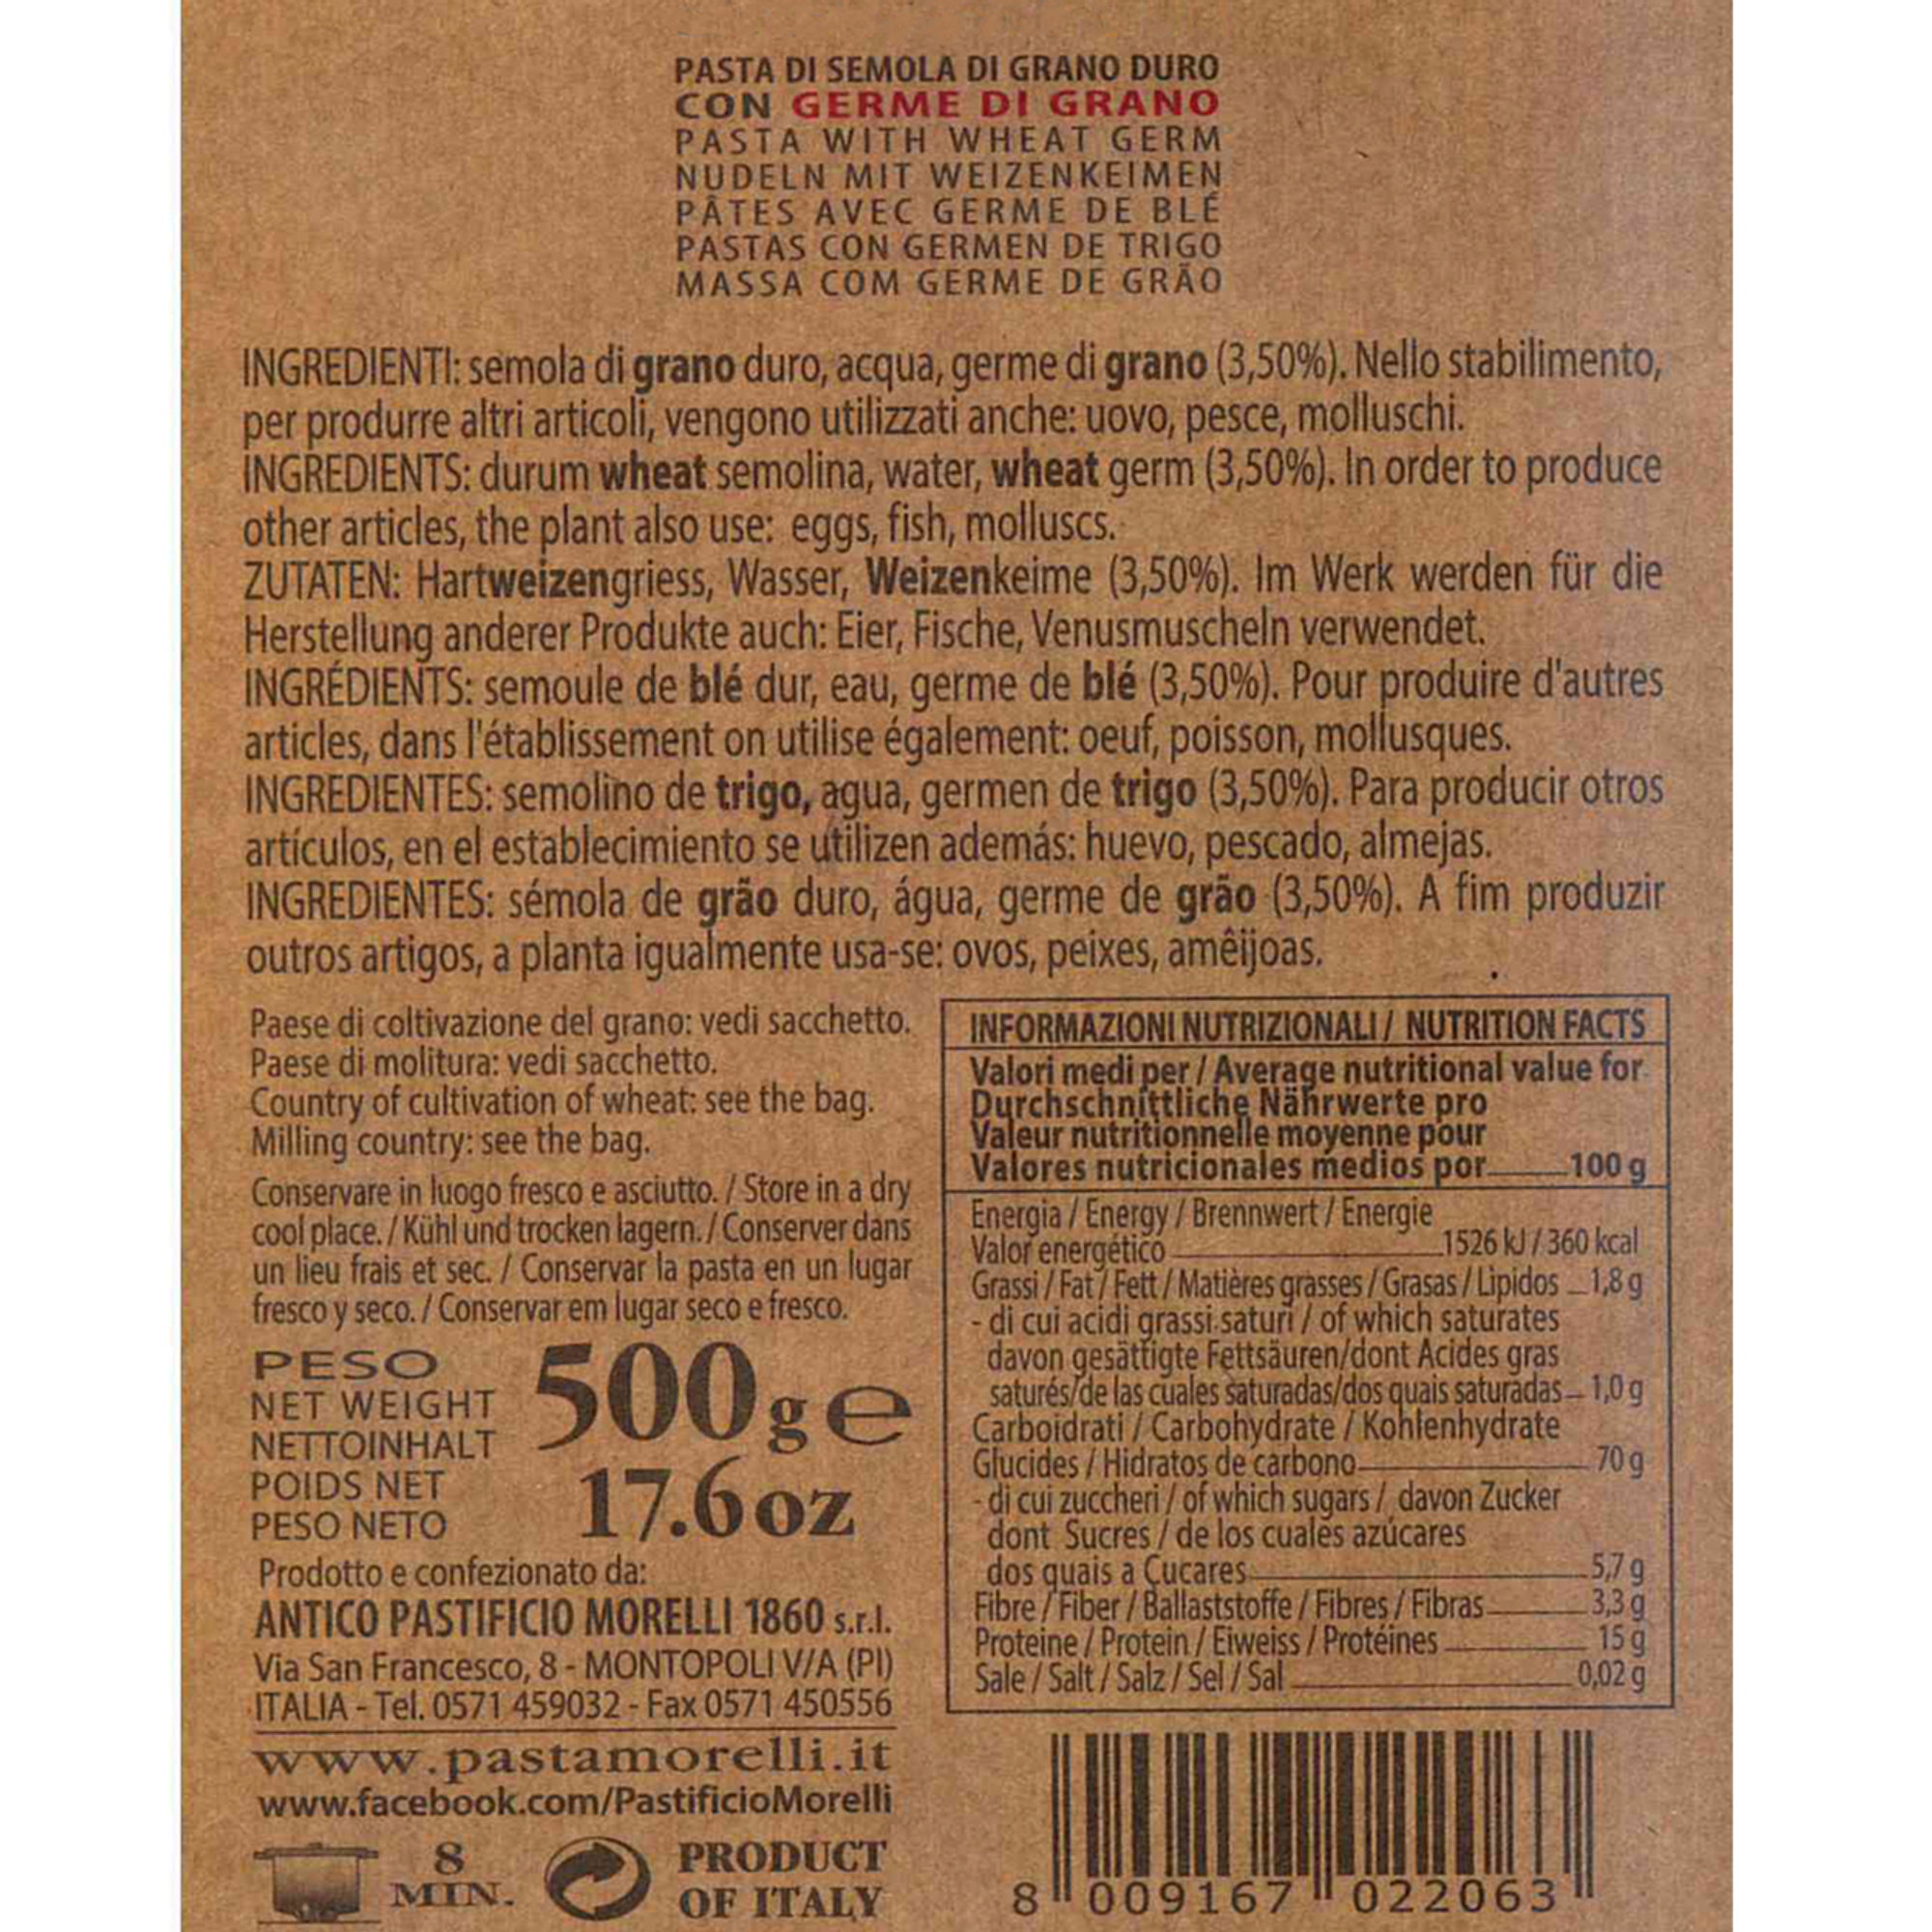 PASTA DI SEMOLA DI GRANO DURO
CON GERME DI GRANO
PASTA WITH WHEAT GERM
NUDELN MIT WEIZENKEIMEN
PÂTES AVEC GERME DE BLÉ
PASTAS CON GERMEN DE TRIGO
MASSA COM GERME DE GRÃO
INGREDIENTI: semola di grano duro, acqua, germe di grano (3,50%). Nello stabilimento,
per produrre altri articoli, vengono utilizzati anche: uovo, pesce, molluschi.
INGREDIENTS: durum wheat semolina, water, wheat germ (3,50%). In order to produce
other articles, the plant also use: eggs, fish, molluscs.
ZUTATEN: Hartweizengriess, Wasser, Weizenkeime (3,50%). Im Werk werden für die
Herstellung anderer Produkte auch: Eier, Fische, Venusmuscheln verwendet.
INGRÉDIENTS: semoule de blé dur, eau, germe de blé (3,50%). Pour produire d'autres
articles, dans l'établissement on utilise également: oeuf, poisson, mollusques.
INGREDIENTES: semolino de trigo, agua, germen de trigo (3,50%). Para producir otros
artículos, en el establecimiento se utilizen además: huevo, pescado, almejas.
INGREDIENTES: sémola de grão duro, água, germe de grão (3,50%). A fim produzir
outros artigos, a planta igualmente usa-se: ovos, peixes, amêijoas.
Paese di coltivazione del grano: vedi sacchetto.
Paese di molitura: vedi sacchetto.
Country of cultivation of wheat: see the bag.
Milling country: see the bag.
Conservare in luogo fresco e asciutto. / Store in a dry
cool place. / Kühl und trocken lagern. / Conserver dans
un lieu frais et sec. / Conservar la pasta en un lugar
fresco y seco. / Conservar em lugar seco e fresco.
PESO
NET WEIGHT
NETTOINHALT
POIDS NET
PESO NETO
500g e
17.6oz
Prodotto e confezionato da:
ANTICO PASTIFICIO MORELLI 1860 s.r.l.
Via San Francesco, 8 - MONTOPOLI V/A (PI)
ITALIA - Tel. 0571 459032 - Fax 0571 450556
www.pastamorelli.it
www.facebook.com/PastificioMorelli
8
MIN.
PRODUCT
OF ITALY
INFORMAZIONI NUTRIZIONALI / NUTRITION FACTS
Valori medi per / Average nutritional value for
Durchschnittliche Nährwerte pro
Valeur nutritionnelle moyenne pour
Valores nutricionales medios por 100 g
Energia / Energy / Brennwert / Energie
Valor energético 1526 kJ / 360 kcal
Grassi / Fat / Fett / Matières grasses / Grasas / Lipidos 1,8 g
- di cui acidi grassi saturi / of which saturates
davon gesättigte Fettsäuren/dont Acides gras
saturés/de las cuales saturadas/dos quais saturadas 1,0 g
Carboidrati / Carbohydrate / Kohlenhydrate
Glucides / Hidratos de carbono 70 g
- di cui zuccheri / of which sugars / davon Zucker
dont Sucres / de los cuales azúcares
dos quais a Çucares 5,7 g
Fibre / Fiber / Ballaststoffe / Fibres / Fibras 3,3 g
Proteine / Protein / Eiweiss / Protéines 15 g
Sale / Salt / Salz / Sel / Sal 0,02 g
8 009167 022063